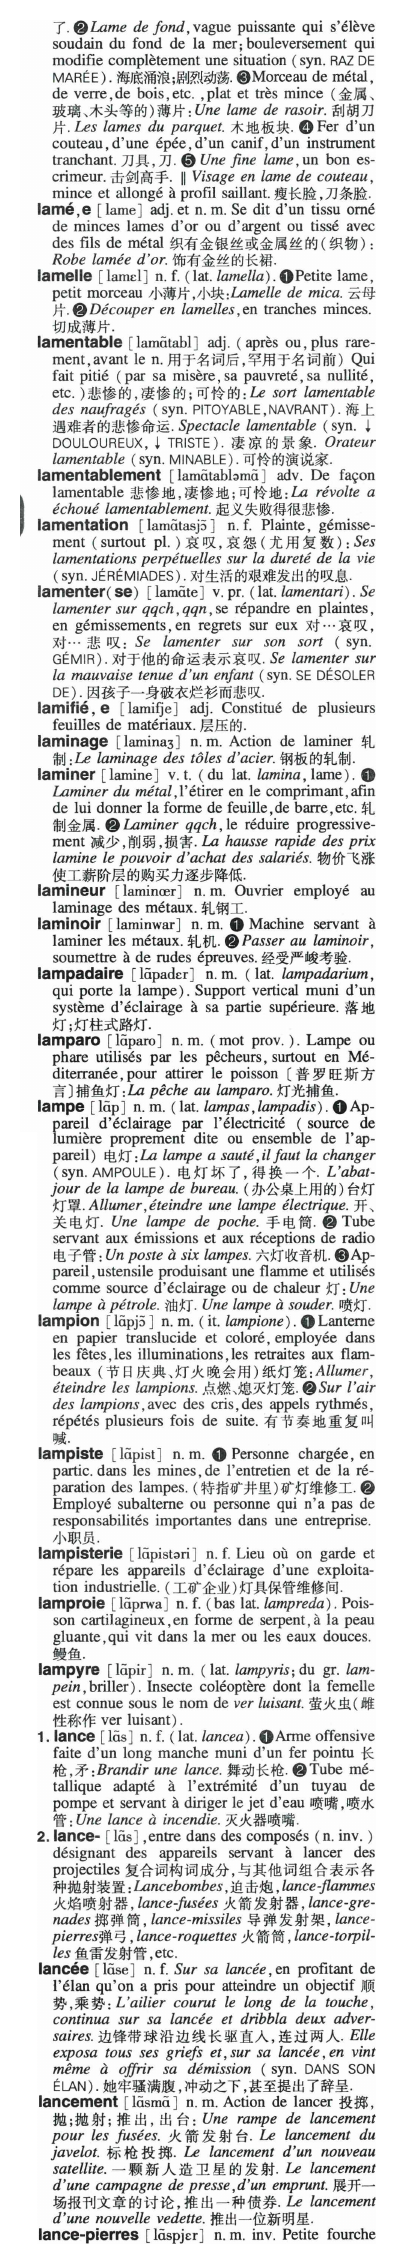 了. ❷Lame de fond, vague puissante qui s'élève
soudain du fond de la mer; bouleversement qui
modifie complètement une situation (syn. RAZ DE
MARÉE). 海底涌浪;剧烈动荡. ❸Morceau de métal,
de verre, de bois, etc., plat et très mince (金属、
玻璃、木头等的)薄片:Une lame de rasoir. 刮胡刀
片. Les lames du parquet. 木地板块. ❹ Fer d'un
couteau, d'une épée, d'un canif, d'un instrument
tranchant. 刀具, 刀. ❺ Une fine lame, un bon es-
crimeur. 击剑高手. ‖ Visage en lame de couteau,
mince et allongé à profil saillant. 瘦长脸,刀条脸.
lamé, e [lame] adj. et n. m. Se dit d'un tissu orné
de minces lames d'or ou d'argent ou tissé avec
des fils de métal 织有金银丝或金属丝的(织物):
Robe lamée d'or. 饰有金丝的长裙.
lamelle [lamεl] n. f. (lat. lamella). ❶Petite lame,
petit morceau 小薄片,小块:Lamelle de mica. 云母
片. ❷Découper en lamelles, en tranches minces.
切成薄片.
lamentable [lamɑ̃tabl] adj. (après ou, plus rare-
ment, avant le n. 用于名词后,罕用于名词前) Qui
fait pitié (par sa misère, sa pauvreté, sa nullité,
etc. )悲惨的,凄惨的;可怜的:Le sort lamentable
des naufragés (syn. PITOYABLE, NAVRANT). 海上
遇难者的悲惨命运. Spectacle lamentable (syn. ↓
DOULOUREUX, ↓ TRISTE). 凄凉的景象. Orateur
lamentable (syn. MINABLE). 可怜的演说家.
lamentablement [lamɑ̃tabləmɑ̃] adv. De façon
lamentable 悲惨地,凄惨地;可怜地:La révolte a
échoué lamentablement. 起义失败得很悲惨.
lamentation [lamɑ̃tasjɔ̃] n. f. Plainte, gémisse-
ment (surtout pl.) 哀叹,哀怨(尤用复数): Ses
lamentations perpétuelles sur la dureté de la vie
(syn. JÉRÉMIADES). 对生活的艰难发出的叹息.
lamenter(se) [lamɑ̃te] v. pr. (lat. lamentari). Se
lamenter sur qqch, qqn, se répandre en plaintes,
en gémissements, en regrets sur eux 对…哀叹,
对… 悲叹: Se lamenter sur son sort (syn.
GÉMIR). 对于他的命运表示哀叹. Se lamenter sur
la mauvaise tenue d'un enfant (syn. SE DÉSOLER
DE). 因孩子一身破衣烂衫而悲叹.
lamifié, e [lamifje] adj. Constitué de plusieurs
feuilles de matériaux. 层压的.
laminage [laminaʒ] n. m. Action de laminer 轧
制:Le laminage des tôles d'acier. 钢板的轧制.
laminer [lamine] v. t. (du lat. lamina, lame). ❶
Laminer du métal, l'étirer en le comprimant, afin
de lui donner la forme de feuille, de barre, etc. 轧
制金属. ❷ Laminer qqch, le réduire progressive-
ment 减少,削弱,损害. La hausse rapide des prix
lamine le pouvoir d'achat des salariés. 物价飞涨
使工薪阶层的购买力逐步降低.
lamineur [laminœr] n. m. Ouvrier employé au
laminage des métaux. 轧钢工.
laminoir [laminwar] n. m. ❶ Machine servant à
laminer les métaux. 轧机. ❷ Passer au laminoir,
soumettre à de rudes épreuves. 经受严峻考验.
lampadaire [lɑ̃padεr] n. m. (lat. lampadarium,
qui porte la lampe). Support vertical muni d'un
système d'éclairage à sa partie supérieure. 落地
灯;灯柱式路灯.
lamparo [lɑ̃paro] n. m. (mot prov.). Lampe ou
phare utilisés par les pêcheurs, surtout en Mé-
diterranée, pour attirer le poisson [普罗旺斯方
言]捕鱼灯:La pêche au lamparo. 灯光捕鱼.
lampe [lɑ̃p] n. m. (lat. lampas, lampadis). ❶Ap-
pareil d'éclairage par l'électricité (source de
lumière proprement dite ou ensemble de l'ap-
pareil) 电灯:La lampe a sauté, il faut la changer
(syn. AMPOULE). 电灯坏了,得换一个. L'abat-
jour de la lampe de bureau. (办公桌上用的)台灯
灯罩. Allumer, éteindre une lampe électrique. 开、
关电灯. Une lampe de poche. 手电筒. ❷ Tube
servant aux émissions et aux réceptions de radio
电子管:Un poste à six lampes. 六灯收音机. ❸Ap-
pareil, ustensile produisant une flamme et utilisés
comme source d'éclairage ou de chaleur 灯:Une
lampe à pétrole. 油灯. Une lampe à souder. 喷灯.
lampion [lɑ̃pjɔ̃] n. m. (it. lampione). ❶Lanterne
en papier translucide et coloré, employée dans
les fêtes, les illuminations, les retraites aux flam-
beaux (节日庆典、灯火晚会用)纸灯笼:Allumer,
éteindre les lampions. 点燃、熄灭灯笼. ❷Sur l'air
des lampions, avec des cris, des appels rythmés,
répétés plusieurs fois de suite. 有节奏地重复叫
喊.
lampiste [lɑ̃pist] n. m. ❶ Personne chargée, en
partic. dans les mines, de l'entretien et de la ré-
paration des lampes. (特指矿井里)矿灯维修工. ❷
Employé subalterne ou personne qui n'a pas de
responsabilités importantes dans une entreprise.
小职员.
lampisterie [lɑ̃pistəri] n. f. Lieu où on garde et
répare les appareils d'éclairage d'une exploita-
tion industrielle. (工矿企业)灯具保管维修间.
lamproie [lɑ̃prwa] n. f. (bas lat. lampreda). Pois-
son cartilagineux, en forme de serpent, à la peau
gluante, qui vit dans la mer ou les eaux douces.
鳗鱼.
lampyre [lɑ̃pir] n. m. (lat. lampyris; du gr. lam-
pein, briller). Insecte coléoptère dont la femelle
est connue sous le nom de ver luisant. 萤火虫(雌
性称作 ver luisant).
1. lance [lɑ̃s] n. f. (lat. lancea). ❶Arme offensive
faite d'un long manche muni d'un fer pointu 长
枪,矛:Brandir une lance. 舞动长枪. ❷Tube mé-
tallique adapté à l'extrémité d'un tuyau de
pompe et servant à diriger le jet d'eau 喷嘴,喷水
管:Une lance à incendie. 灭火器喷嘴.
2. lance- [lɑ̃s], entre dans des composés (n. inv.)
désignant des appareils servant à lancer des
projectiles 复合词构词成分,与其他词组合表示各
种抛射装置:Lancebombes,迫击炮,lance-flammes
火焰喷射器,lance-fusées 火箭发射器,lance-gre-
nades 掷弹筒,lance-missiles 导弹发射架,lance-
pierres弹弓,lance-roquettes 火箭筒,lance-torpil-
les 鱼雷发射管,etc.
lancée [lɑ̃se] n. f. Sur sa lancée, en profitant de
l'élan qu'on a pris pour atteindre un objectif 顺
势,乘势:L'ailier courut le long de la touche,
continua sur sa lancée et dribbla deux adver-
saires. 边锋带球沿边线长驱直入,连过两人. Elle
exposa tous ses griefs et, sur sa lancée, en vint
même à offrir sa démission (syn. DANS SON
ÉLAN). 她牢骚满腹,冲动之下,甚至提出了辞呈.
lancement [lɑ̃smɑ̃] n. m. Action de lancer 投掷,
抛;抛射;推出,出台:Une rampe de lancement
pour les fusées. 火箭发射台. Le lancement du
javelot. 标枪投掷. Le lancement d'un nouveau
satellite. 一颗新人造卫星的发射. Le lancement
d'une campagne de presse, d'un emprunt. 展开一
场报刊文章的讨论,推出一种债券. Le lancement
d'une nouvelle vedette. 推出一位新明星.
lance-pierres [lɑ̃spjεr] n. m. inv. Petite fourche